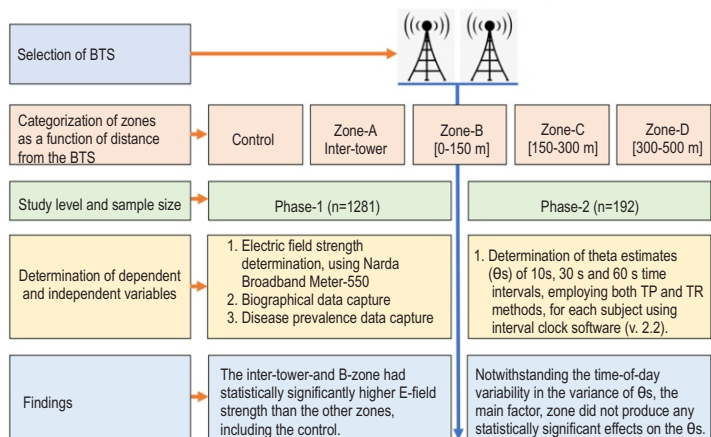 Selection of BTS
Categorization of zones
as a function of distance
from the BTS
Control
Zone-A
Inter-tower
Zone-B
[0-150 m]
Zone-C
[150-300 m]
Zone-D
[300-500 m]
Study level and sample size
Phase-1 (n=1281)
Phase-2 (n=192)
Determination of dependent
and independent variables
1. Electric field strength
determination, using Narda
Broadband Meter-550
2. Biographical data capture
3. Disease prevalence data capture
1. Determination of theta estimates
(θs) of 10s, 30 s and 60 s time
intervals, employing both TP and TR
methods, for each subject using
interval clock software (v. 2.2).
Findings
The inter-tower-and B-zone had
statistically significantly higher E-field
strength than the other zones,
including the control.
Notwithstanding the time-of-day
variability in the variance of θs, the
main factor, zone did not produce any
statistically significant effects on the θs.